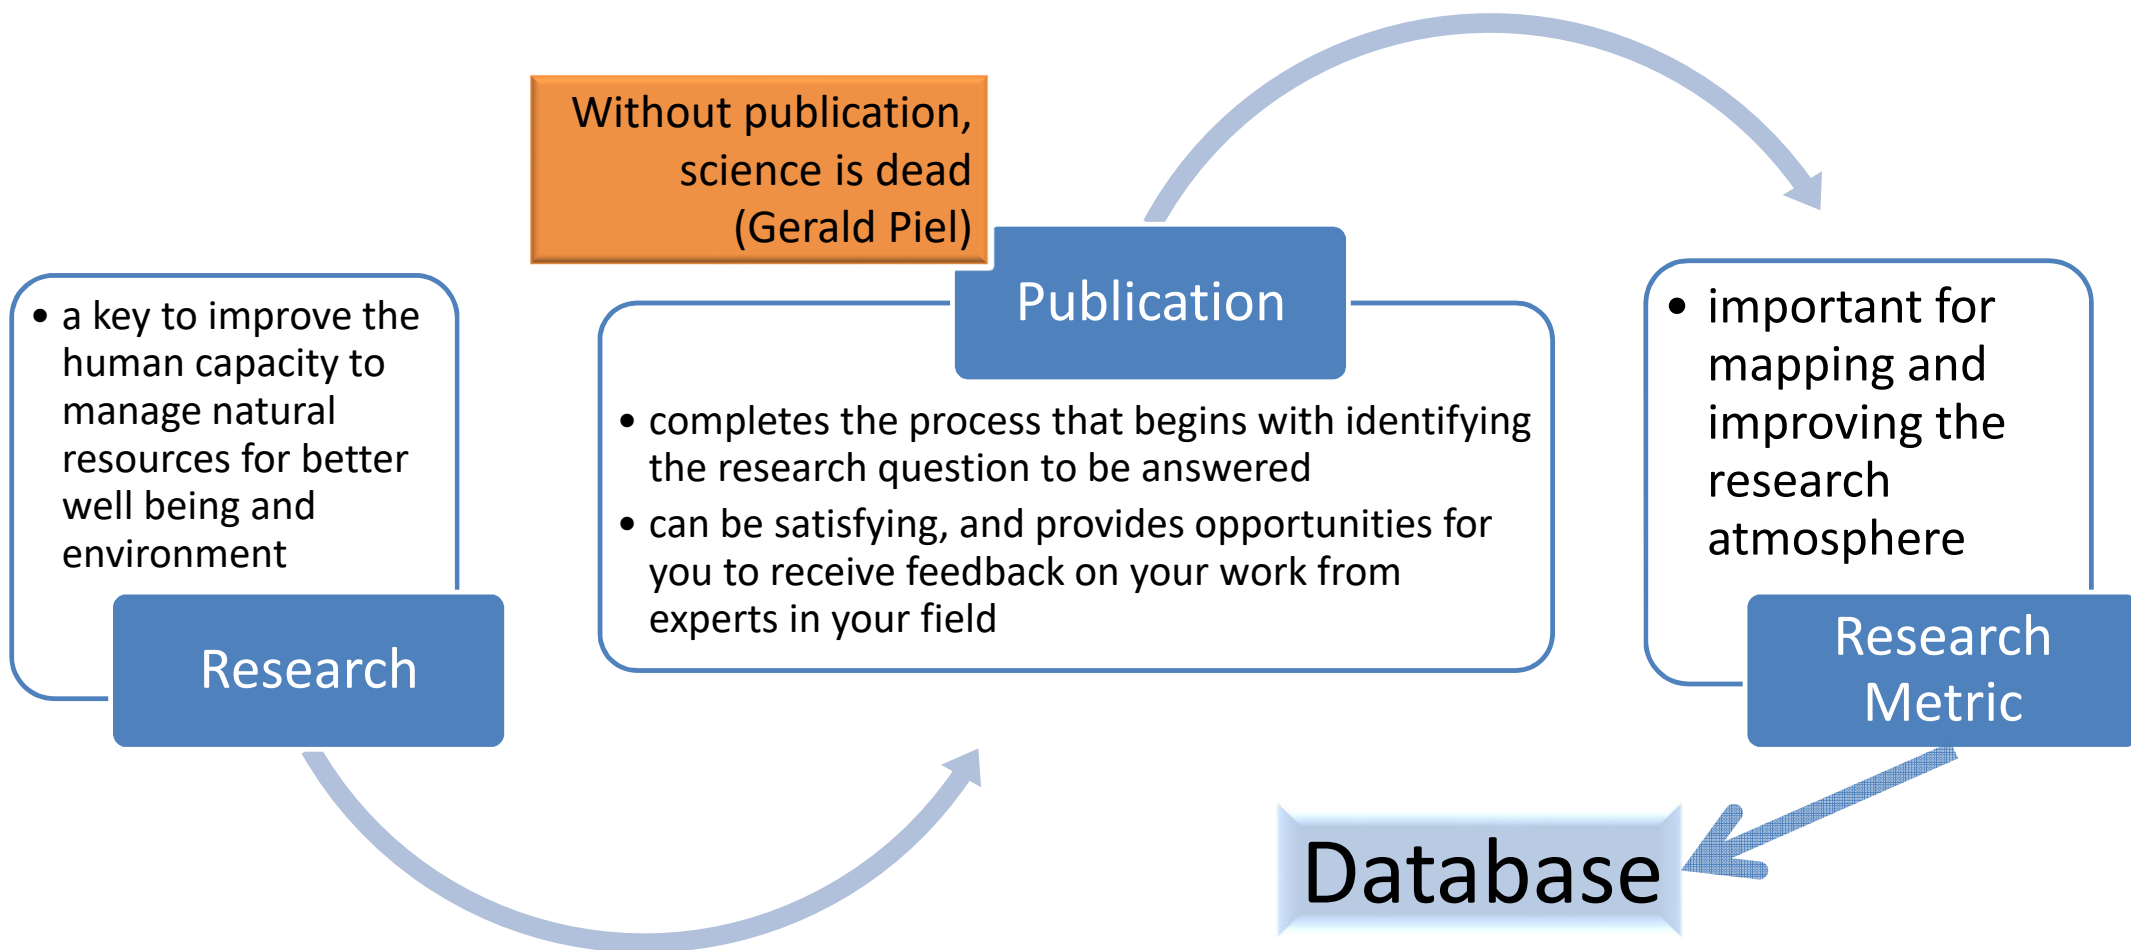 • a key to improve the
human capacity to
manage natural
resources for better
well being and
environment
Research
Without publication,
science is dead
(Gerald Piel)
Publication
• completes the process that begins with identifying
the research question to be answered
• can be satisfying, and provides opportunities for
you to receive feedback on your work from
experts in your field
• important for
mapping and
improving the
research
atmosphere
Research
Metric
Database